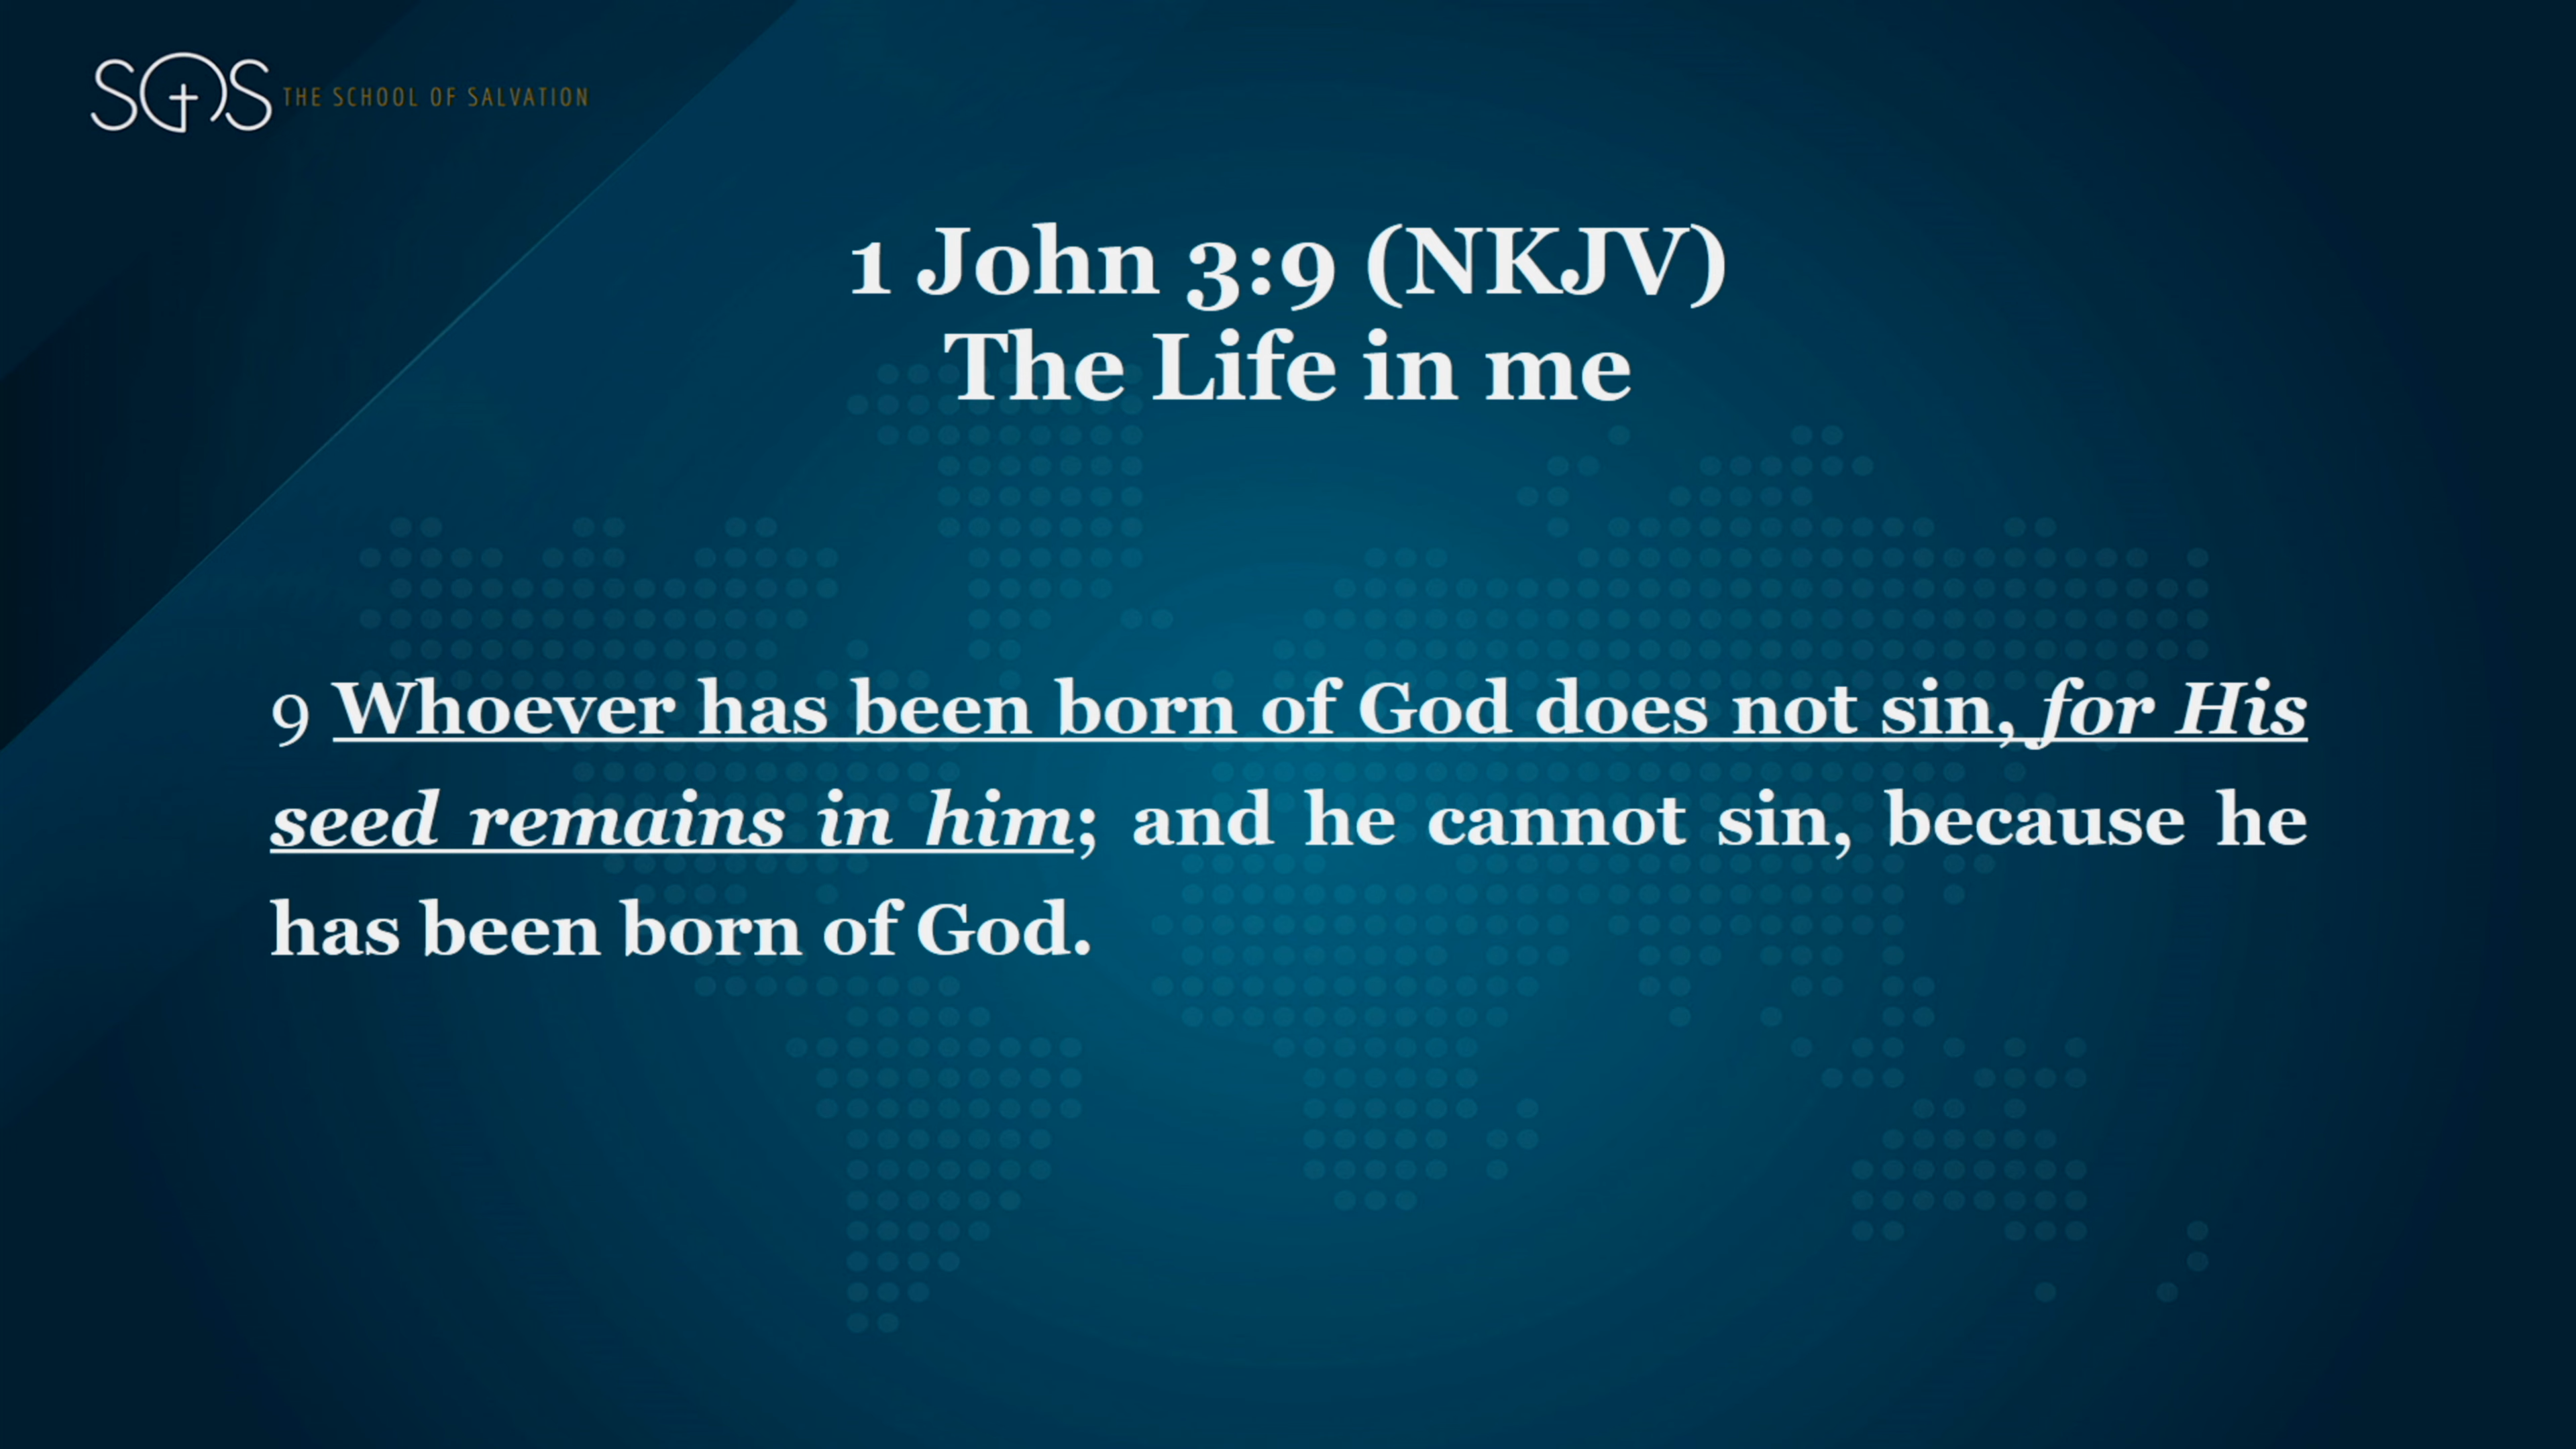 SOS THE SCHOOL OF SALVATION
1 John 3:9 (NKJV)
The Life in me
9 Whoever has been born of God does not sin, for His
seed remains in him; and he cannot sin, because he
has been born of God.